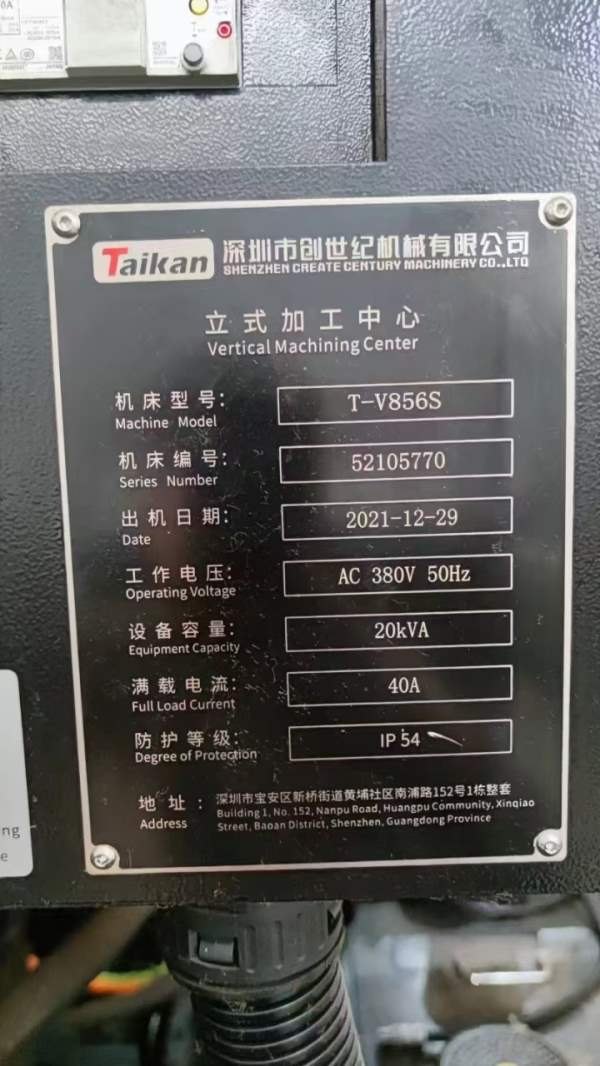 0A
Taikan
深圳市创世纪机械有限公司
SHENZHEN CREATE CENTURY MACHINERY CO.,LTD
立式加工中心
Vertical Machining Center
机床型号: T-V856S
Machine Model
机床编号: 52105770
Series Number
出机日期: 2021-12-29
Date
工作电压: AC 380V 50Hz
Operating Voltage
设备容量: 20kVA
Equipment Capacity
满载电流: 40A
Full Load Current
防护等级: IP 54
Degree of Protection
地址: 深圳市宝安区新桥街道黄埔社区南浦路152号1栋整套
Address Building 1, No. 152, Nanpu Road, Huangpu Community, Xinqiao
Street, Baoan District, Shenzhen, Guangdong Province
ng
e